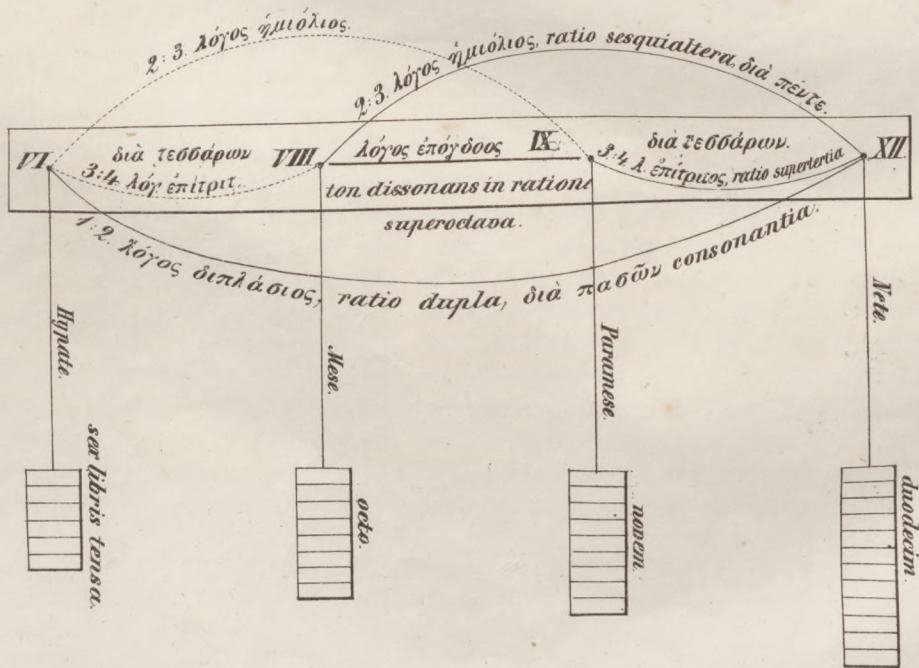 2:3. λόγος ἡμιόλιος.
2:3. λόγος ἡμιόλιος, ratio sesquialtera, διὰ πέντε.
VI
διὰ τεσσάρων
3:4. λόγ. ἐπίτριτ.
VIII
λόγος ἐπόγδοος
IX
ton. dissonans in ratione
superoctava.
διὰ τεσσάρων.
3:4. λ. ἐπίτριτος, ratio supertertia
XII
1:2. λόγος διπλάσιος, ratio dupla, διὰ πασῶν consonantia.
Hypate.
sex libris tensa.
Mese.
octo.
Paramese.
novem.
Nete.
duodecim.